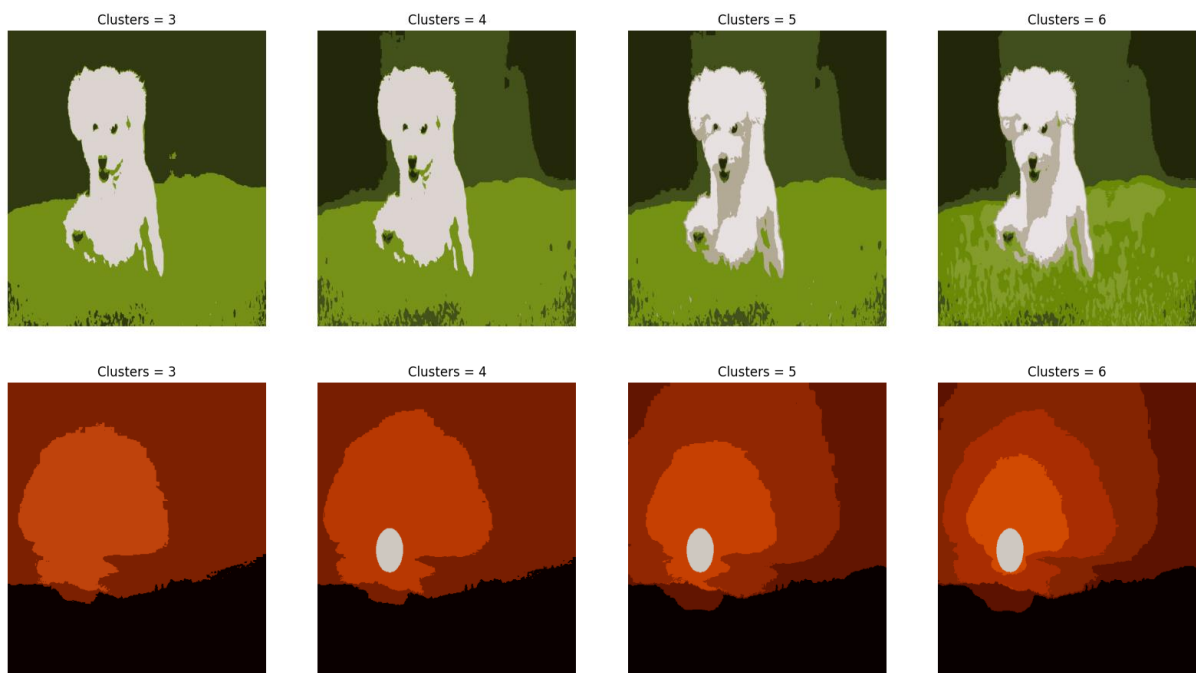 Clusters = 3
Clusters = 4
Clusters = 5
Clusters = 6
Clusters = 3
Clusters = 4
Clusters = 5
Clusters = 6